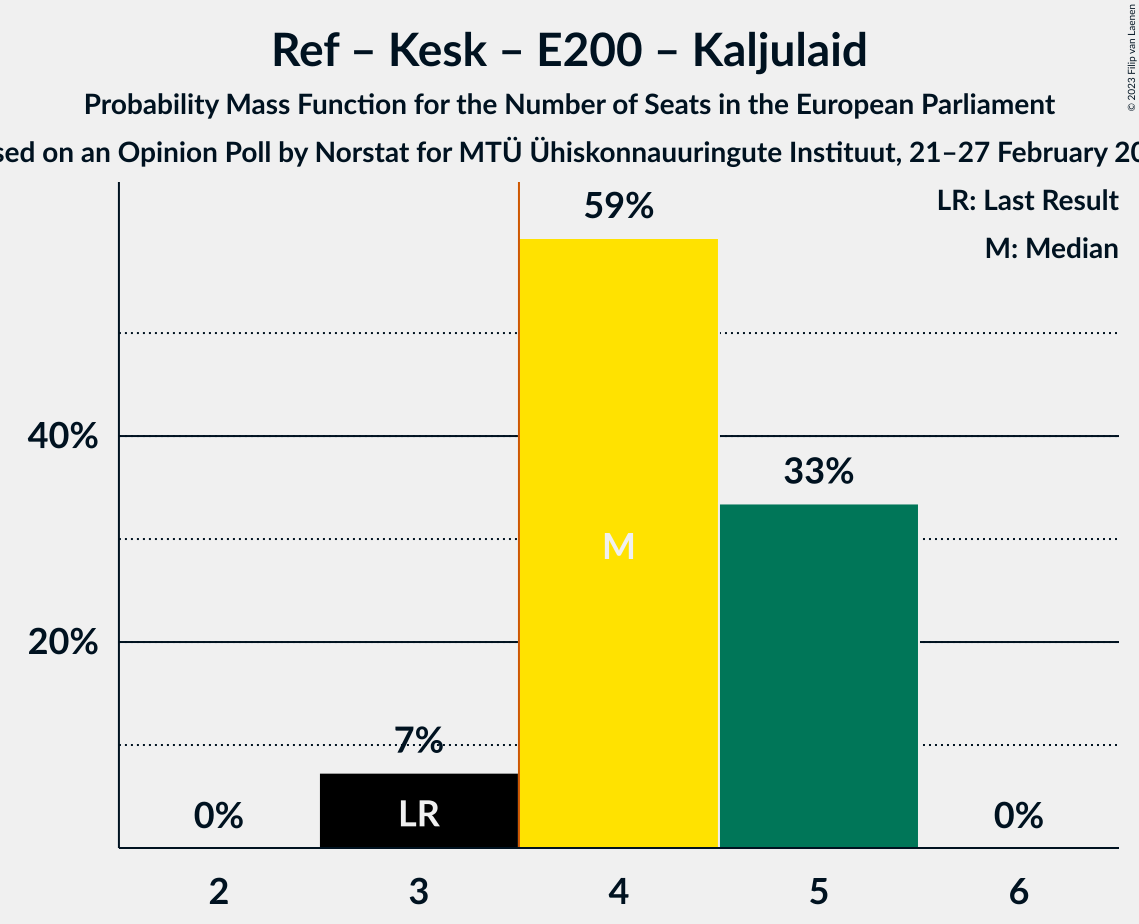 Ref – Kesk – E200 – Kaljulaid
Probability Mass Function for the Number of Seats in the European Parliament
on an Opinion Poll by Norstat for MTÜ Ühiskonnauuringute Instituut, 21–27 February
© 2023 Filip van Laenen
LR: Last Result
M: Median
59%
40%
33%
M
20%
7%
LR
0%
0%
2 3 4 5 6